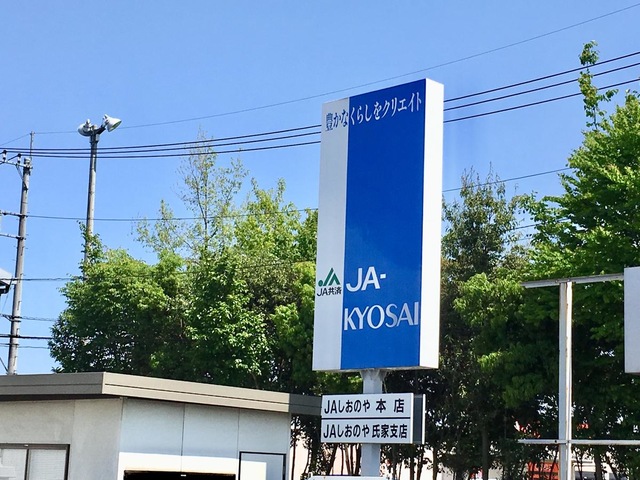 豊かなくらしをクリエイト
JA共済
JA-
KYOSAI
JAしおのや 本店
JAしおのや 氏家支店